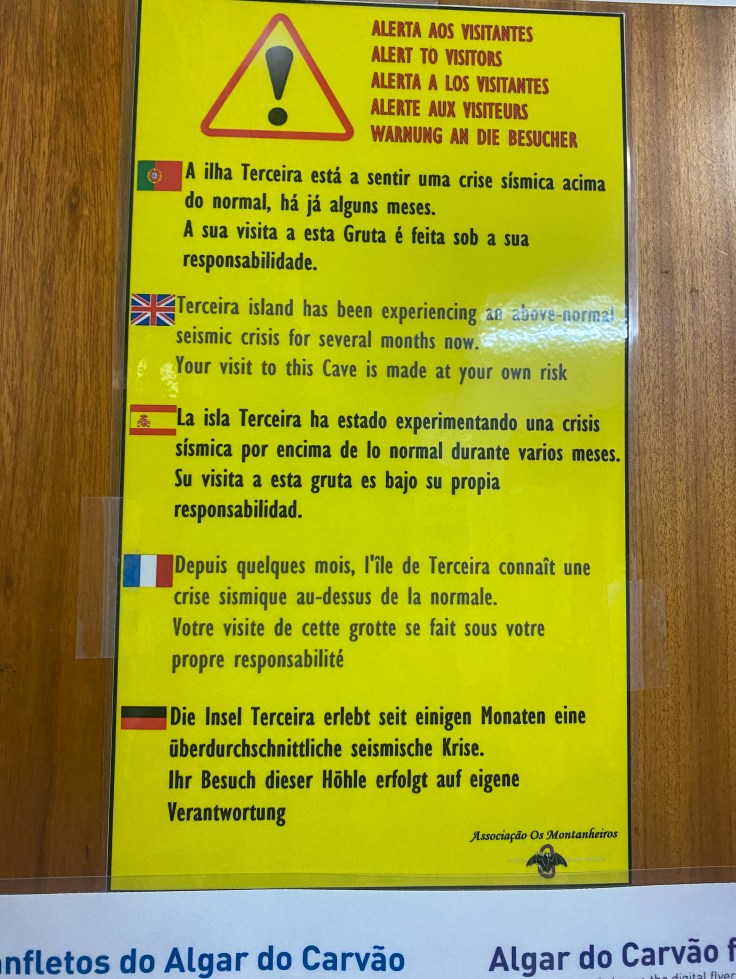 ALERTA AOS VISITANTES
ALERT TO VISITORS
ALERTA A LOS VISITANTES
ALERTE AUX VISITEURS
WARNUNG AN DIE BESUCHER
A ilha Terceira está a sentir uma crise sísmica acima
do normal, há já alguns meses.
A sua visita a esta Gruta é feita sob a sua
responsabilidade.
Terceira island has been experiencing an above-normal
seismic crisis for several months now.
Your visit to this Cave is made at your own risk
La isla Terceira ha estado experimentando una crisis
sísmica por encima de lo normal durante varios meses.
Su visita a esta gruta es bajo su propia
responsabilidad.
Depuis quelques mois, l'île de Terceira connaît une
crise sismique au-dessus de la normale.
Votre visite de cette grotte se fait sous votre
propre responsabilité
Die Insel Terceira erlebt seit einigen Monaten eine
überdurchschnittliche seismische Krise.
Ihr Besuch dieser Höhle erfolgt auf eigene
Verantwortung
Associação Os Montanheiros
nfletos do Algar do Carvão
Algar do Carvão f
the digital flyer